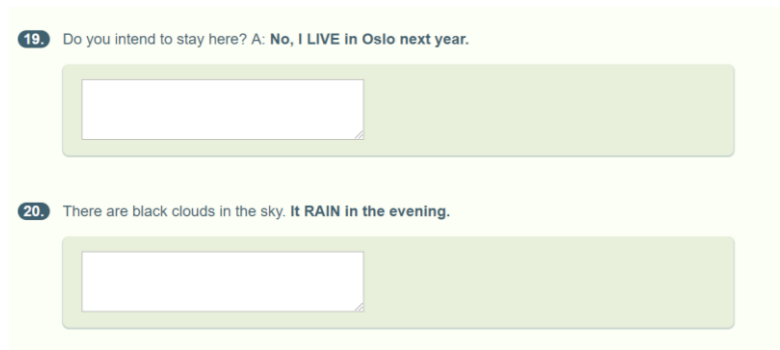 19. Do you intend to stay here? A: No, I LIVE in Oslo next year.
20. There are black clouds in the sky. It RAIN in the evening.